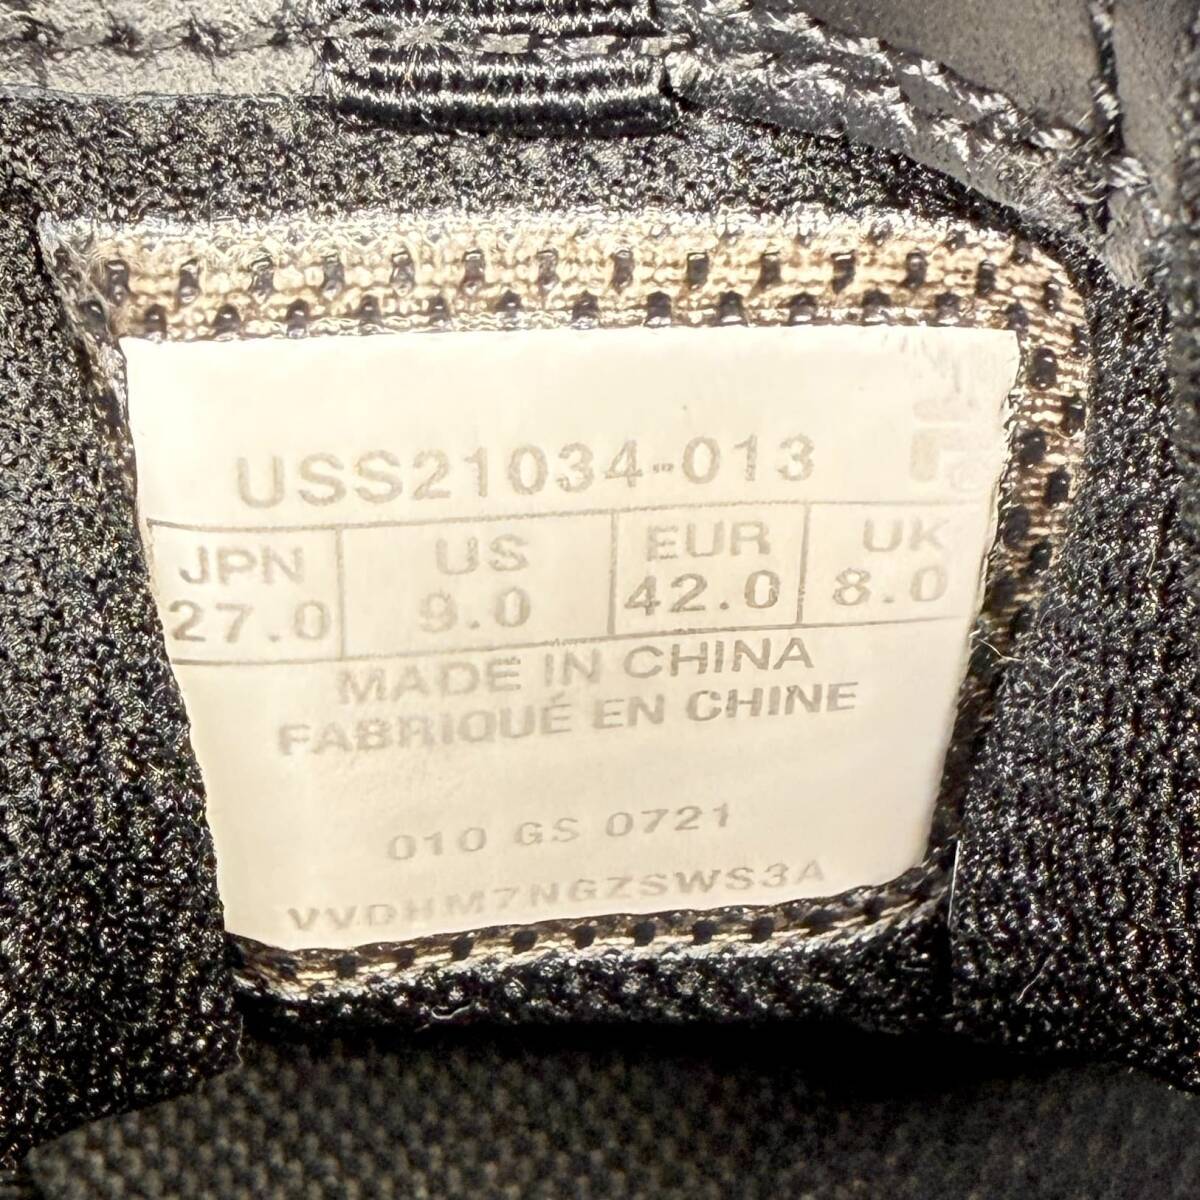 USS21034-013
JPN US EUR UK
27.0 9.0 42.0 8.0
MADE IN CHINA
FABRIQUÉ EN CHINE
010 GS 0721
VVDHM7NGZSWS3A